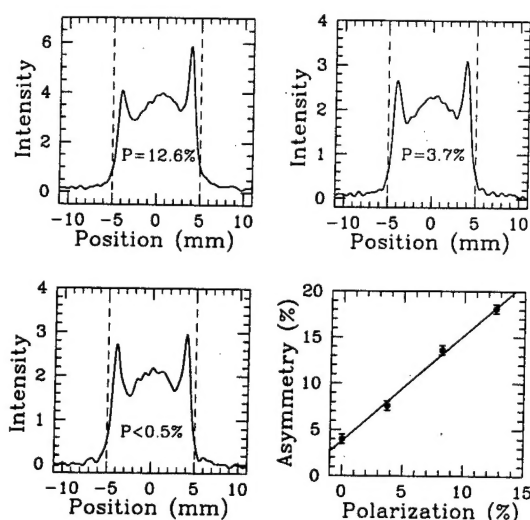 Intensity
6
4
2
0
P=12.6%
-10 -5 0 5 10
Position (mm)
Intensity
4
3
2
1
0
P=3.7%
-10 -5 0 5 10
Position (mm)
Intensity
4
3
2
1
0
P<0.5%
-10 -5 0 5 10
Position (mm)
Asymmetry (%)
20
15
10
5
0
0 5 10 15
Polarization (%)